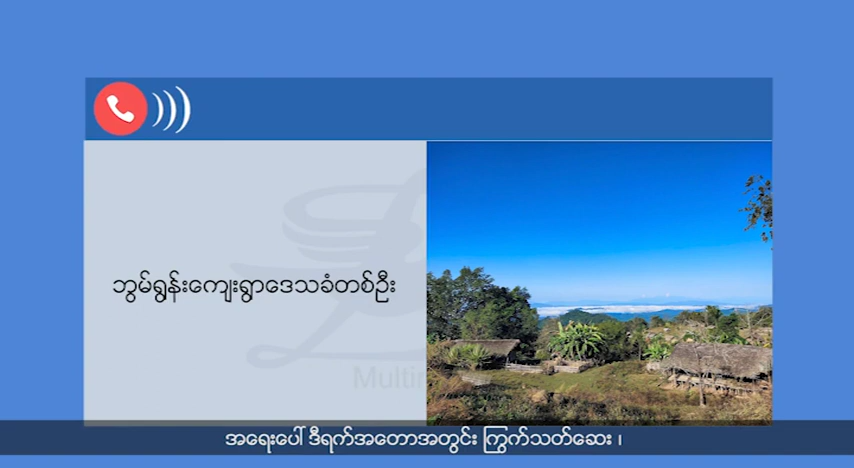 ဘွမ်ရွန်းကျေးရွာဒေသခံတစ်ဦး
အရေးပေါ် ဒီရက်အတောအတွင်း ကြွက်သတ်ဆေး ၊